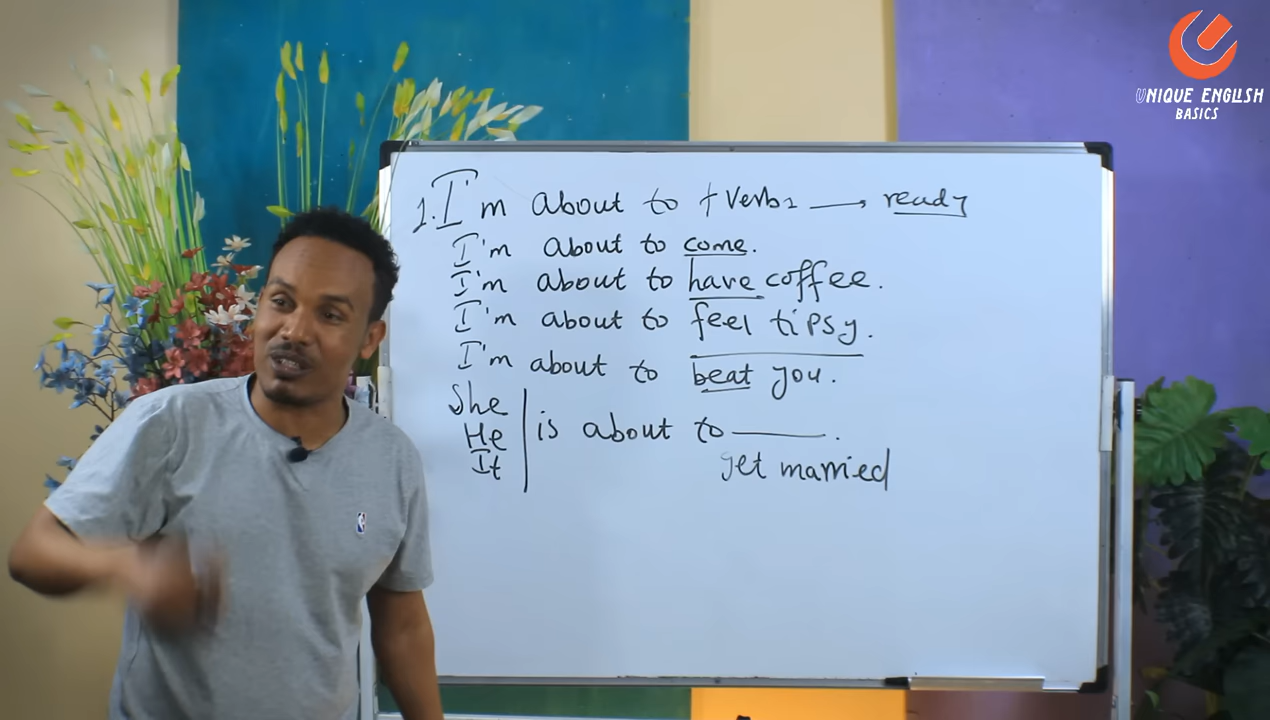 UNIQUE ENGLISH
BASICS
1. I'm about to + Verb1 → ready
I'm about to come.
I'm about to have coffee.
I'm about to feel tipsy.
I'm about to beat you.
She
He
It
is about to ______.
get married